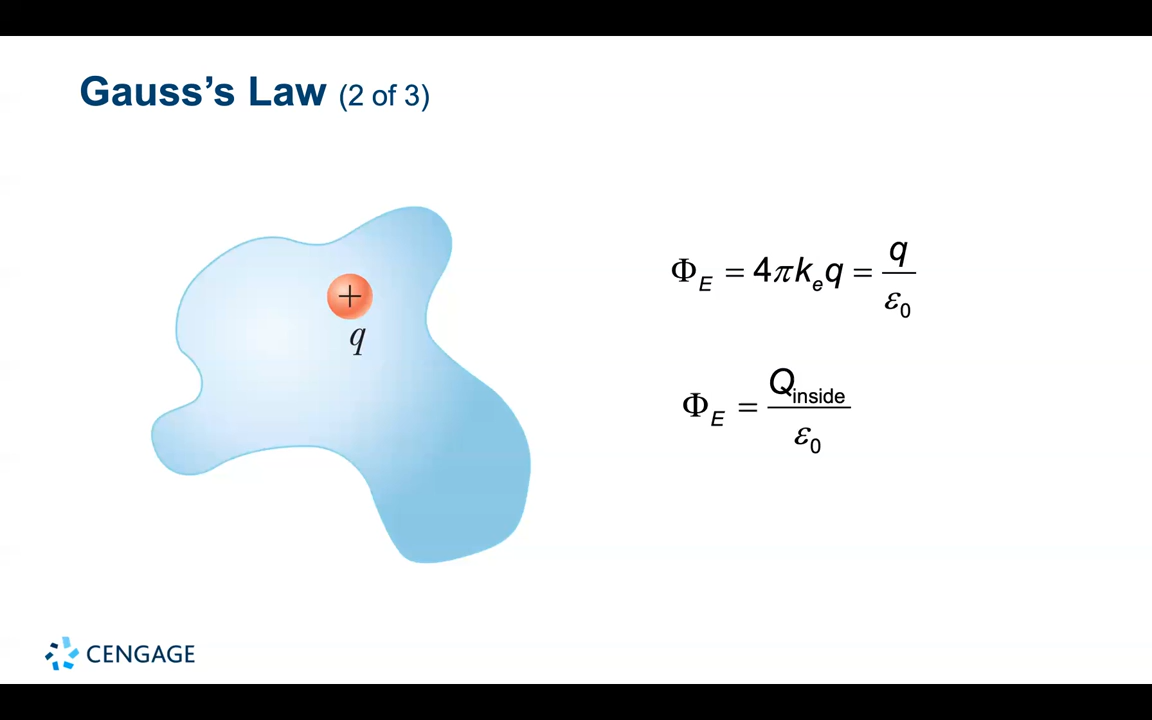 Gauss's Law (2 of 3)
+
q
Φ_E = 4πk_e q = q/ε_0
Φ_E = Q_inside/ε_0
CENGAGE